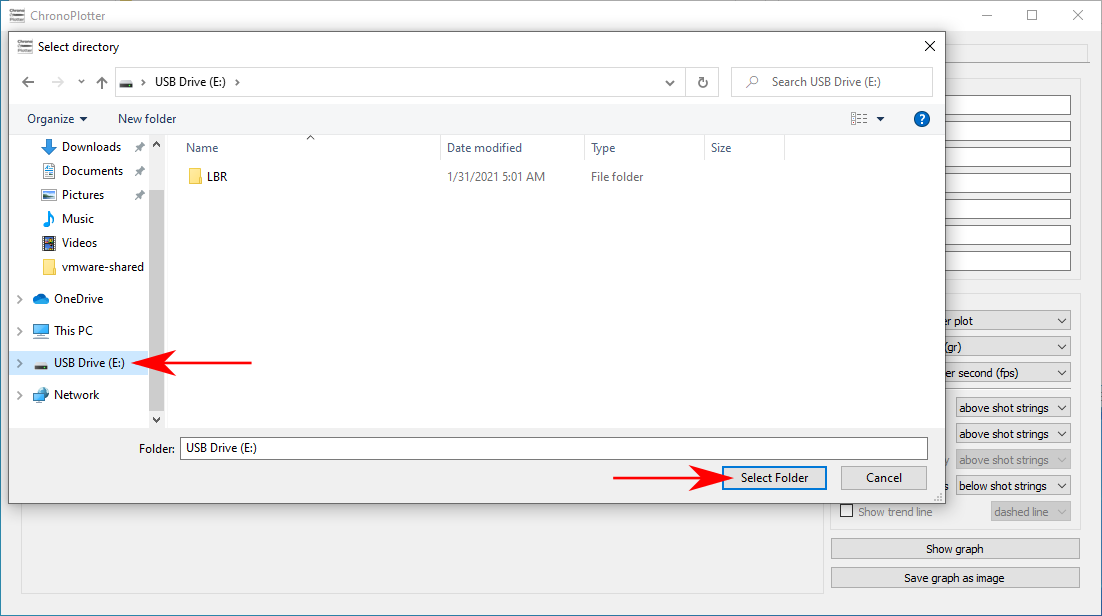 ChronoPlotter
Select directory
USB Drive (E:)
Search USB Drive (E:)
Organize
New folder
Name
Date modified
Type
Size
Downloads
Documents
Pictures
Music
Videos
vmware-shared
OneDrive
This PC
USB Drive (E:)
Network
LBR
1/31/2021 5:01 AM
File folder
Folder:
USB Drive (E:)
Select Folder
Cancel
plot
(gr)
second (fps)
above shot strings
above shot strings
above shot strings
below shot strings
Show trend line
dashed line
Show graph
Save graph as image